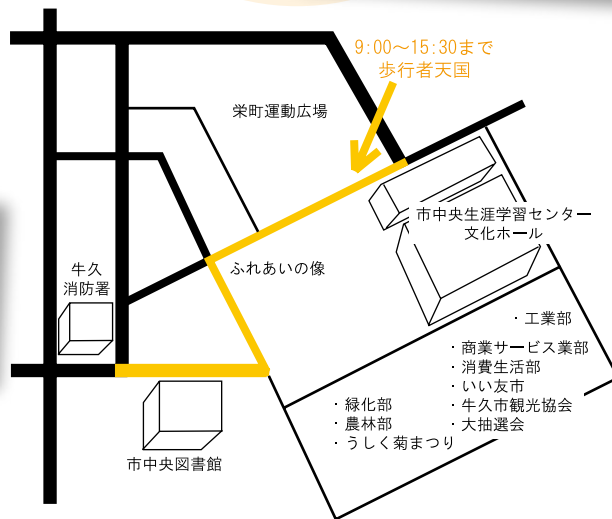 9:00～15:30まで
歩行者天国
栄町運動広場
市中央生涯学習センター
文化ホール
ふれあいの像
牛久
消防署
・工業部
・商業サービス業部
・消費生活部
・いい友市
・牛久市観光協会
・大抽選会
・緑化部
・農林部
・うしく菊まつり
市中央図書館